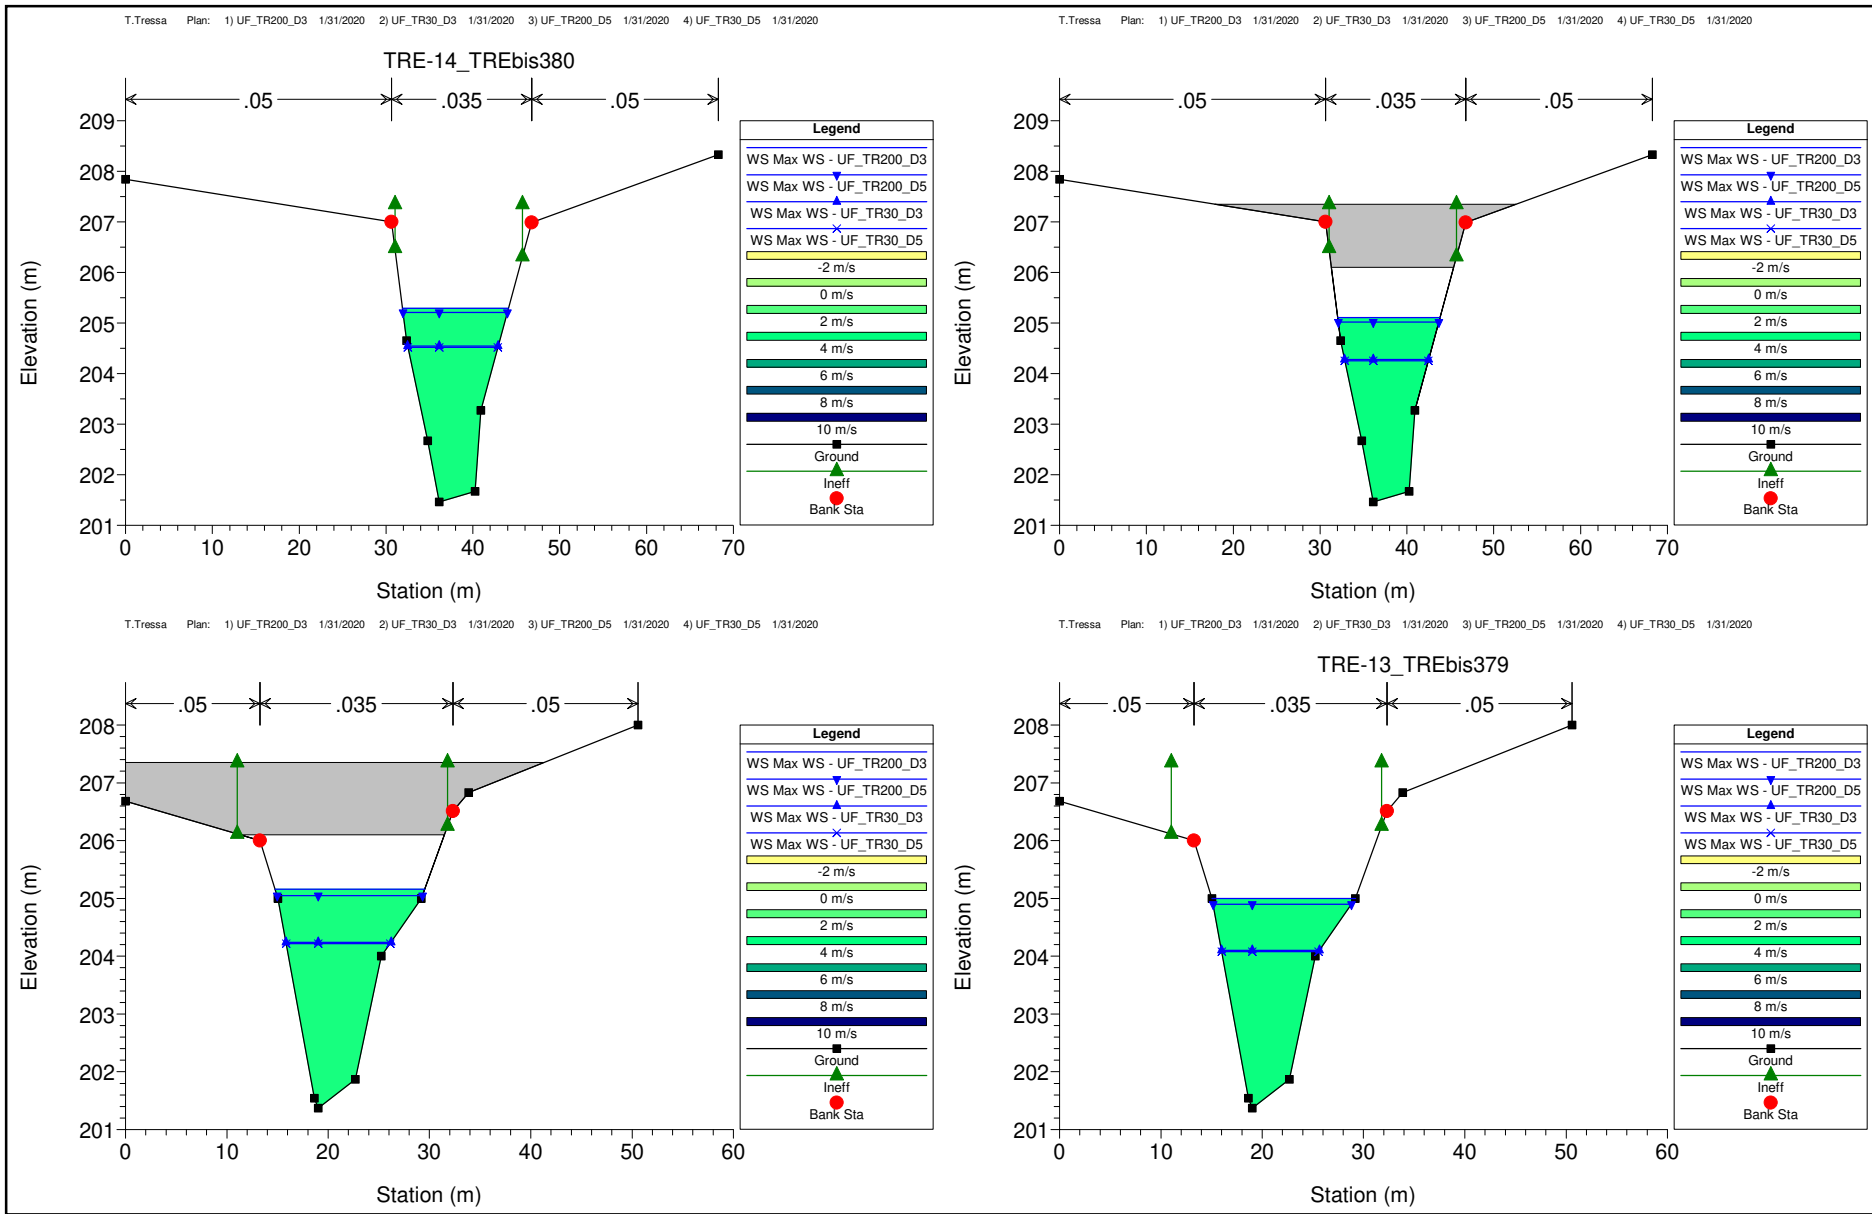 T.Tressa Plan: 1) UF_TR200_D3 1/31/2020 2) UF_TR30_D3 1/31/2020 3) UF_TR200_D5 1/31/2020 4) UF_TR30_D5 1/31/2020
TRE-14_TREbis380
.05 .035 .05
209
208
207
206
205
204
203
202
201
Elevation (m)
0 10 20 30 40 50 60 70
Station (m)
Legend
WS Max WS - UF_TR200_D3
WS Max WS - UF_TR200_D5
WS Max WS - UF_TR30_D3
WS Max WS - UF_TR30_D5
-2 m/s
0 m/s
2 m/s
4 m/s
6 m/s
8 m/s
10 m/s
Ground
Ineff
Bank Sta
T.Tressa Plan: 1) UF_TR200_D3 1/31/2020 2) UF_TR30_D3 1/31/2020 3) UF_TR200_D5 1/31/2020 4) UF_TR30_D5 1/31/2020
.05 .035 .05
209
208
207
206
205
204
203
202
201
Elevation (m)
0 10 20 30 40 50 60 70
Station (m)
Legend
WS Max WS - UF_TR200_D3
WS Max WS - UF_TR200_D5
WS Max WS - UF_TR30_D3
WS Max WS - UF_TR30_D5
-2 m/s
0 m/s
2 m/s
4 m/s
6 m/s
8 m/s
10 m/s
Ground
Ineff
Bank Sta
T.Tressa Plan: 1) UF_TR200_D3 1/31/2020 2) UF_TR30_D3 1/31/2020 3) UF_TR200_D5 1/31/2020 4) UF_TR30_D5 1/31/2020
.05 .035 .05
208
207
206
205
204
203
202
201
Elevation (m)
0 10 20 30 40 50 60
Station (m)
Legend
WS Max WS - UF_TR200_D3
WS Max WS - UF_TR200_D5
WS Max WS - UF_TR30_D3
WS Max WS - UF_TR30_D5
-2 m/s
0 m/s
2 m/s
4 m/s
6 m/s
8 m/s
10 m/s
Ground
Ineff
Bank Sta
T.Tressa Plan: 1) UF_TR200_D3 1/31/2020 2) UF_TR30_D3 1/31/2020 3) UF_TR200_D5 1/31/2020 4) UF_TR30_D5 1/31/2020
TRE-13_TREbis379
.05 .035 .05
208
207
206
205
204
203
202
201
Elevation (m)
0 10 20 30 40 50 60
Station (m)
Legend
WS Max WS - UF_TR200_D3
WS Max WS - UF_TR200_D5
WS Max WS - UF_TR30_D3
WS Max WS - UF_TR30_D5
-2 m/s
0 m/s
2 m/s
4 m/s
6 m/s
8 m/s
10 m/s
Ground
Ineff
Bank Sta